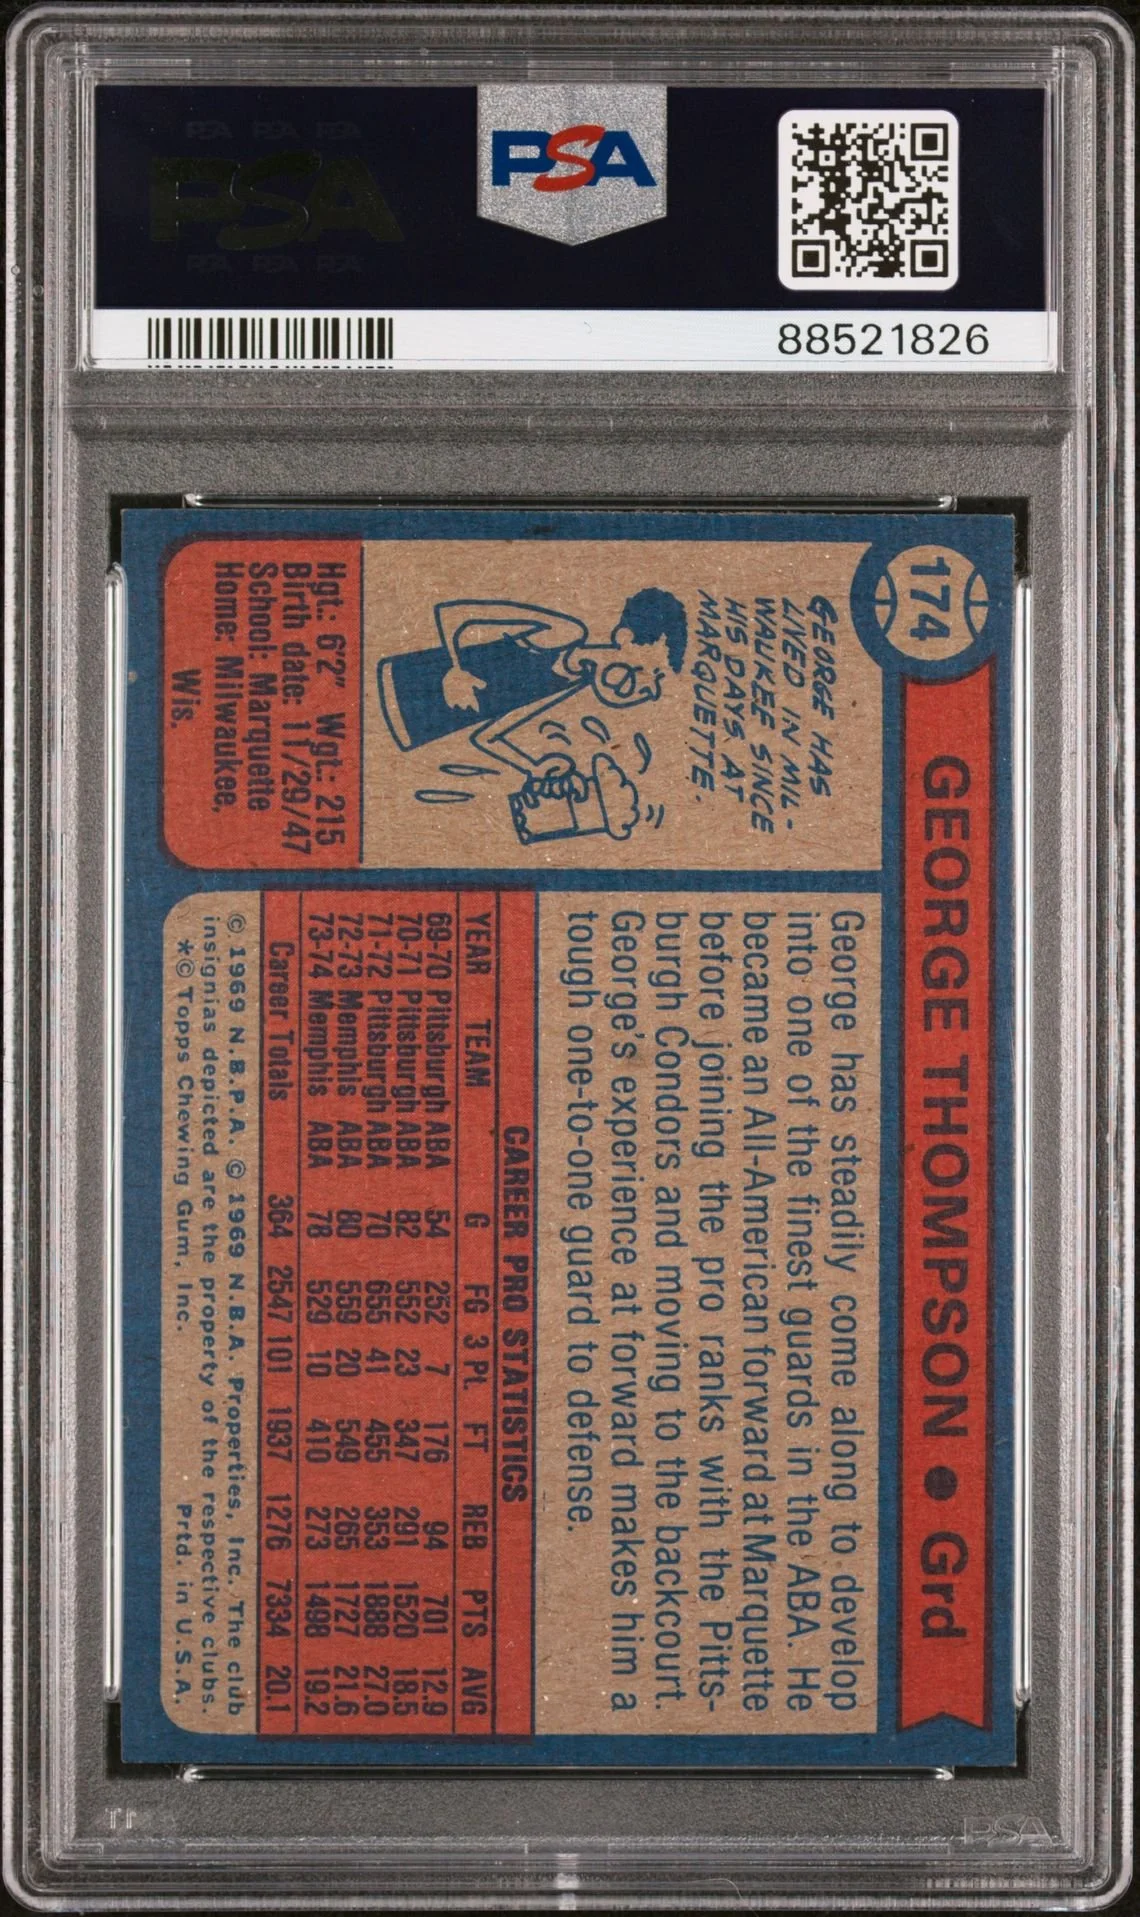 PSA PSA PSA
PSA
PSA PSA PSA
PSA
88521826
174
GEORGE THOMPSON • Grd
GEORGE HAS
LIVED IN MIL-
WAUKEE SINCE
HIS DAYS AT
MARQUETTE.
Hgt.: 6'2" Wgt.: 215
Birth date: 11/29/47
School: Marquette
Home: Milwaukee,
Wis.
George has steadily come along to develop
into one of the finest guards in the ABA. He
became an All-American forward at Marquette
before joining the pro ranks with the Pitts-
burgh Condors and moving to the backcourt.
George's experience at forward makes him a
tough one-to-one guard to defense.
CAREER PRO STATISTICS
YEAR TEAM G FG 3 Pt. FT REB PTS AVG
69-70 Pittsburgh ABA 54 252 7 176 94 701 12.9
70-71 Pittsburgh ABA 82 552 23 347 291 1520 18.5
71-72 Pittsburgh ABA 70 655 41 455 353 1888 27.0
72-73 Memphis ABA 80 559 20 549 265 1727 21.6
73-74 Memphis ABA 78 529 10 410 273 1498 19.2
Career Totals 364 2547 101 1937 1276 7334 20.1
© 1969 N.B.P.A. © 1969 N.B.A. Properties, Inc. The club
insignias depicted are the property of the respective clubs.
*© Topps Chewing Gum, Inc. Prtd. in U.S.A.
PSA